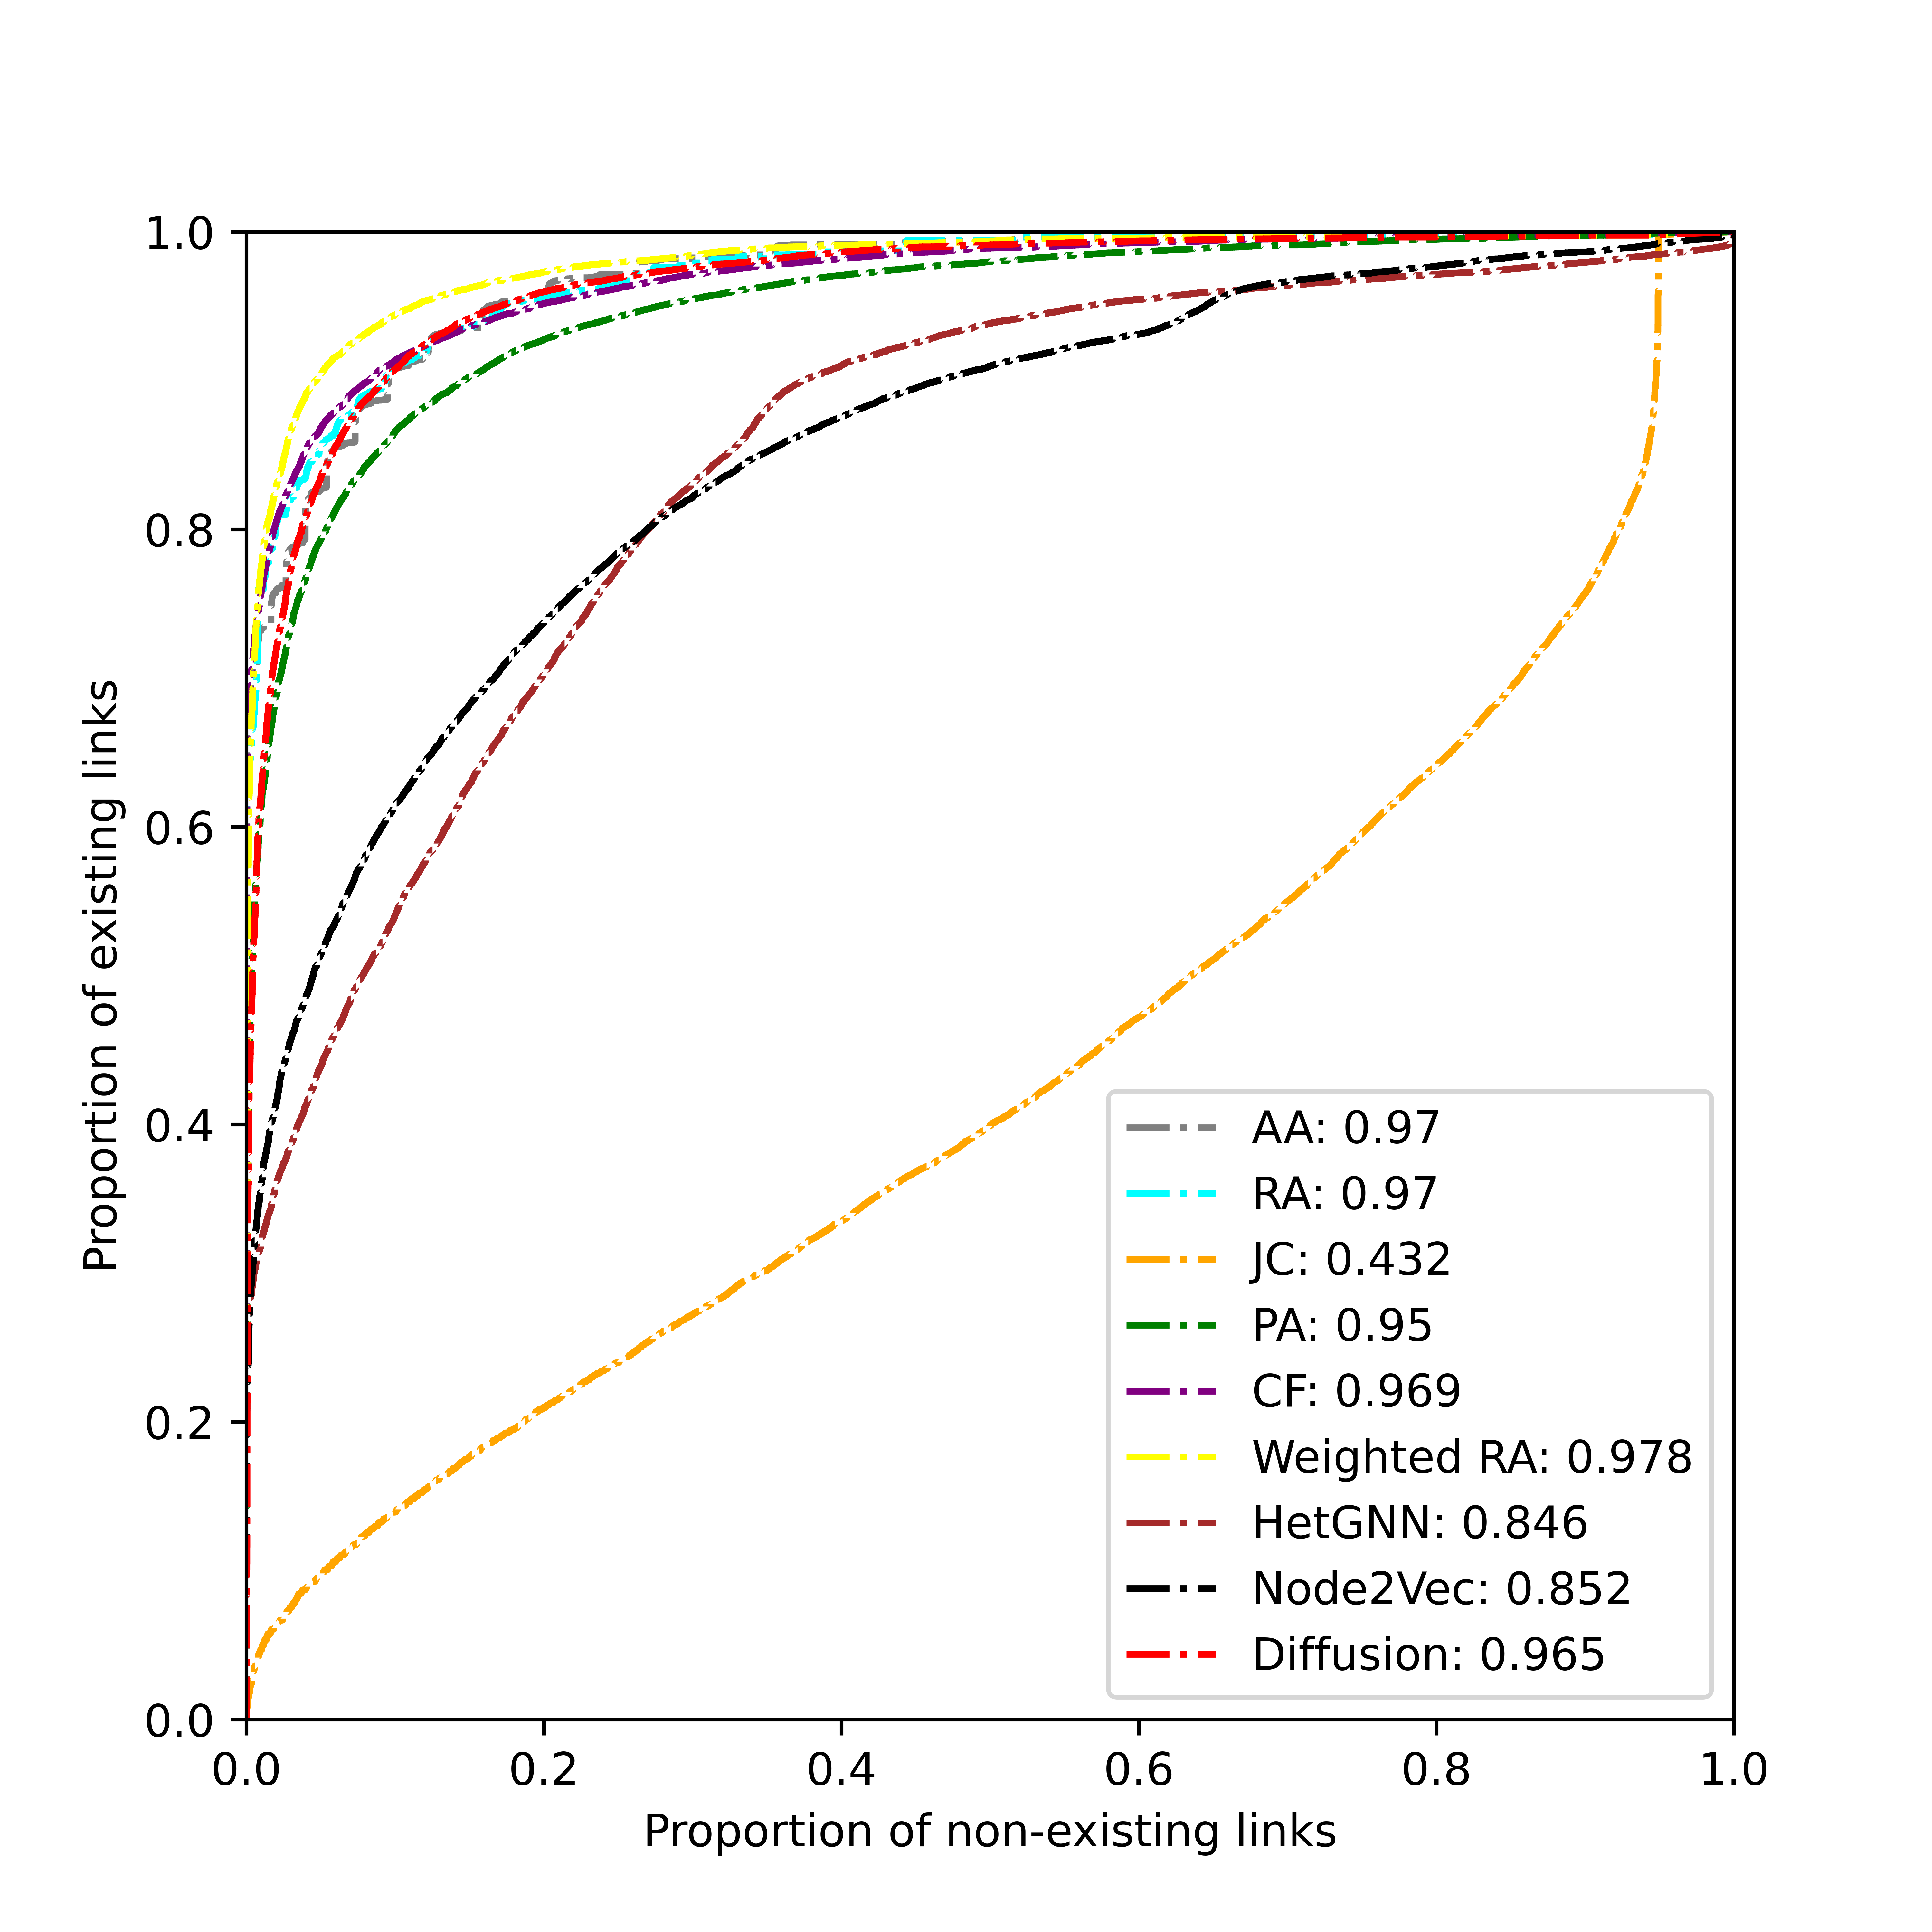 1.0
0.8
0.6
0.4
0.2
0.0
Proportion of existing links
0.0 0.2 0.4 0.6 0.8 1.0
Proportion of non-existing links
AA: 0.97
RA: 0.97
JC: 0.432
PA: 0.95
CF: 0.969
Weighted RA: 0.978
HetGNN: 0.846
Node2Vec: 0.852
Diffusion: 0.965